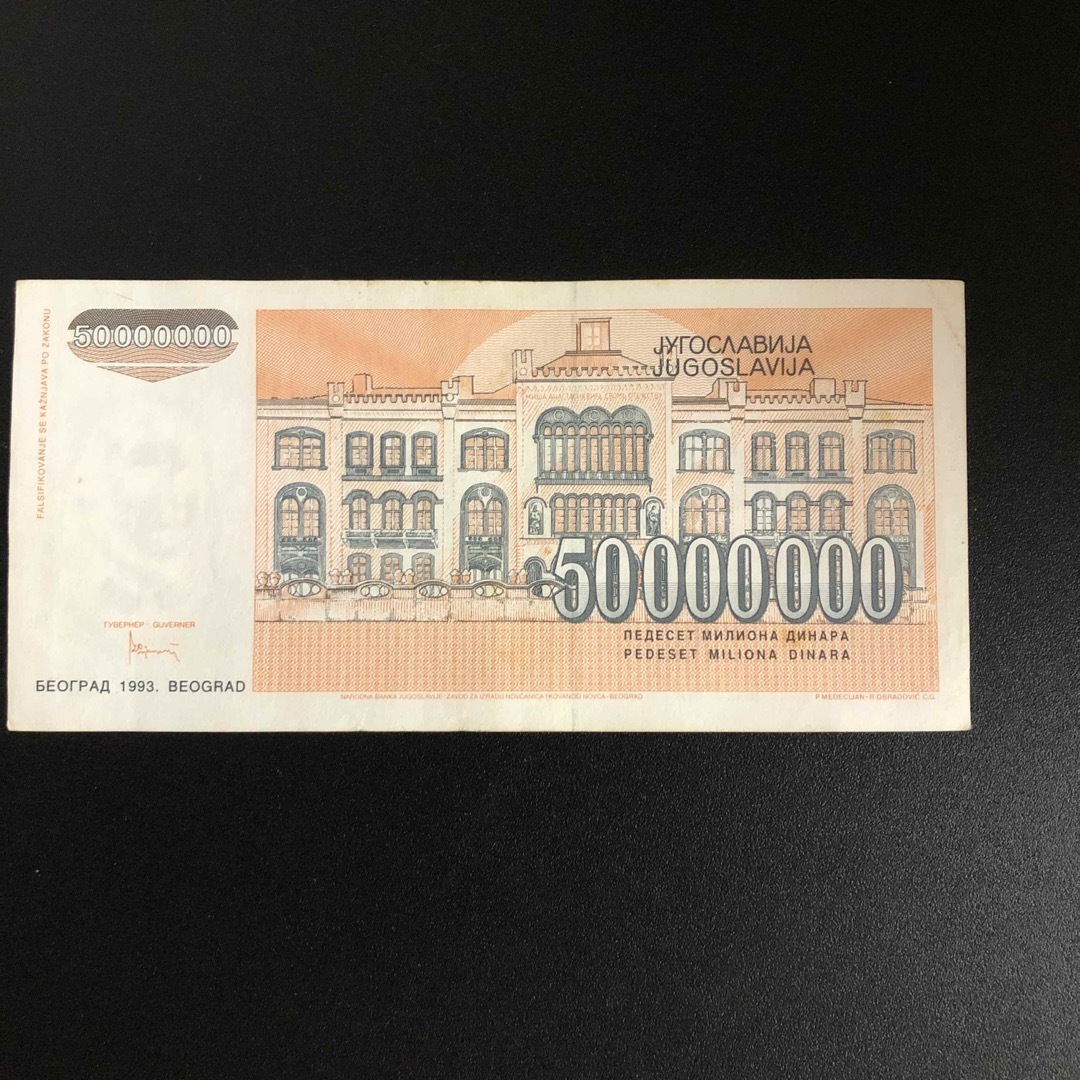 50000000
FALSIFIKOVANJE SE KAŽNJAVA PO ZAKONU
ЈУГОСЛАВИЈА
JUGOSLAVIJA
50000000
ПЕДЕСЕТ МИЛИОНА ДИНАРА
PEDESET MILIONA DINARA
ГУВЕРНЕР - GUVERNER
БЕОГРАД 1993. BEOGRAD
NARODNA BANKA JUGOSLAVIJE-ZAVOD ZA IZRADU NOVČANICA I KOVANOG NOVCA-BEOGRAD
P.MEDECIJAN-R.OBRADOVIĆ C.G.